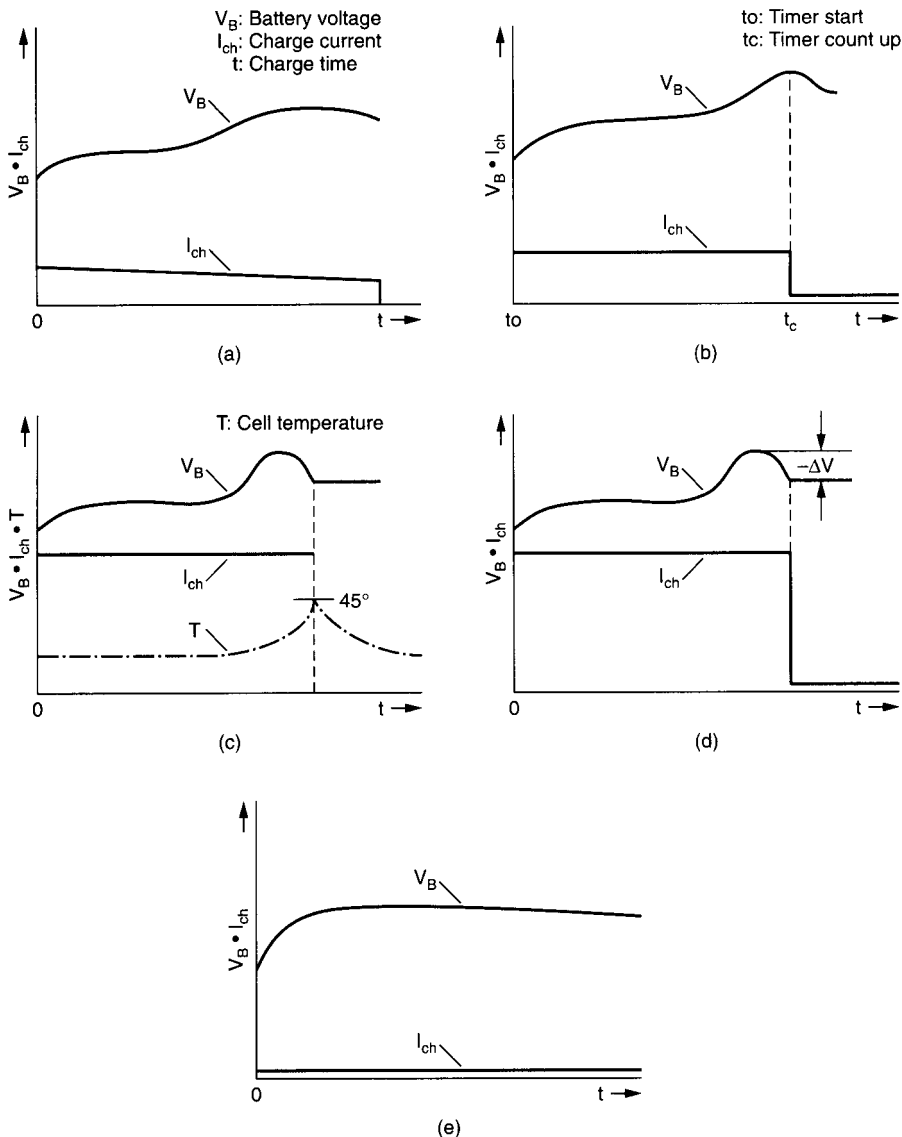 V_B: Battery voltage
I_ch: Charge current
t: Charge time
V_B • I_ch
V_B
I_ch
0
t
(a)
to: Timer start
tc: Timer count up
V_B • I_ch
V_B
I_ch
to
t_c
t
(b)
T: Cell temperature
V_B • I_ch • T
V_B
I_ch
45°
T
0
t
(c)
V_B • I_ch
V_B
−ΔV
I_ch
0
t
(d)
V_B • I_ch
V_B
I_ch
0
t
(e)